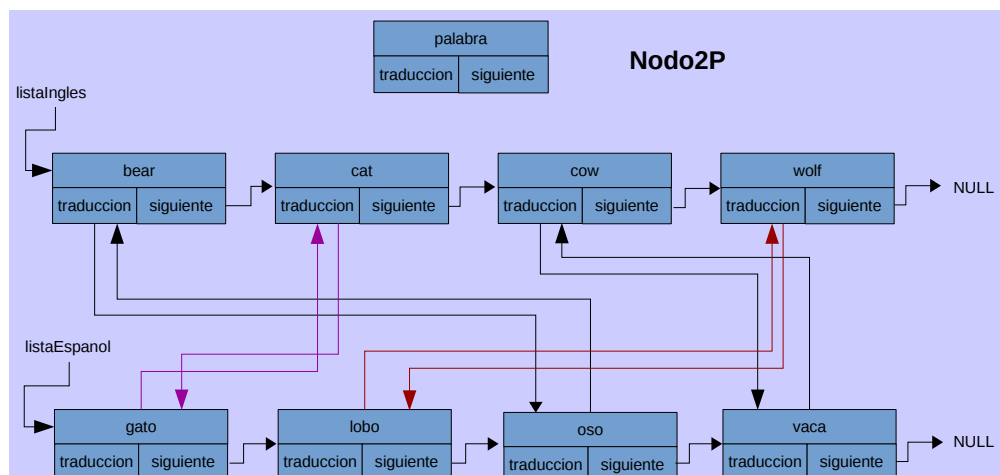 palabra
traduccion siguiente
Nodo2P
listaIngles
bear cat cow wolf
traduccion siguiente traduccion siguiente traduccion siguiente traduccion siguiente
NULL
listaEspanol
gato lobo oso vaca
traduccion siguiente traduccion siguiente traduccion siguiente traduccion siguiente
NULL